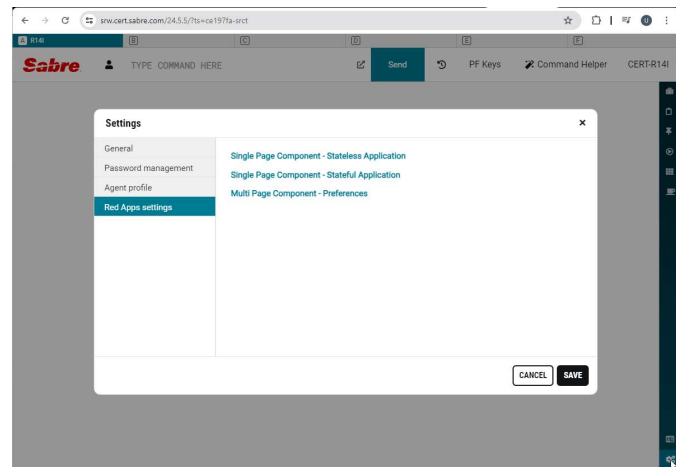 srw.cert.sabre.com/24.5.5/?ts=ce197fa-srct
A R14I B C D E F
Sabre TYPE COMMAND HERE Send PF Keys Command Helper CERT-R14I
Settings
General
Password management
Agent profile
Red Apps settings
Single Page Component - Stateless Application
Single Page Component - Stateful Application
Multi Page Component - Preferences
CANCEL SAVE